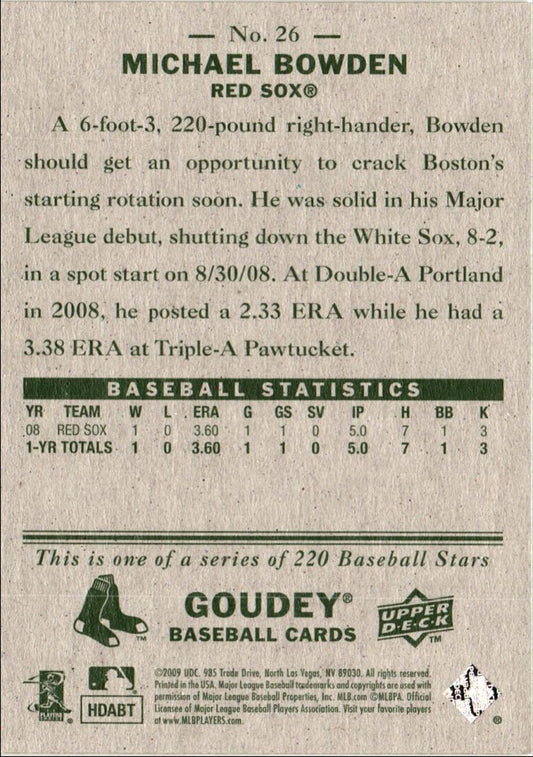 — No. 26 —
MICHAEL BOWDEN
RED SOX®
A 6-foot-3, 220-pound right-hander, Bowden
should get an opportunity to crack Boston's
starting rotation soon. He was solid in his Major
League debut, shutting down the White Sox, 8-2,
in a spot start on 8/30/08. At Double-A Portland
in 2008, he posted a 2.33 ERA while he had a
3.38 ERA at Triple-A Pawtucket.
BASEBALL STATISTICS
YR TEAM W L ERA G GS SV IP H BB K
08 RED SOX 1 0 3.60 1 1 0 5.0 7 1 3
1-YR TOTALS 1 0 3.60 1 1 0 5.0 7 1 3
This is one of a series of 220 Baseball Stars
GOUDEY®
BASEBALL CARDS
UPPER
D·E·C·K
TM
TM
©2009 UDC. 985 Trade Drive, North Las Vegas, NV 89030. All rights reserved.
Printed in the USA. Major League Baseball trademarks and copyrights are used with
permission of Major League Baseball Properties, Inc. MLB.com ©MLBPA. Official
Licensee of Major League Baseball Players Association. Visit your favorite players
at www.MLBPLAYERS.com.
HDABT
®